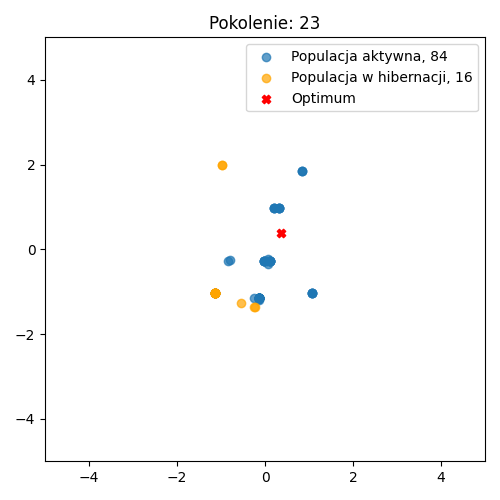 Pokolenie: 23
Populacja aktywna, 84
Populacja w hibernacji, 16
Optimum
4
2
0
−2
−4
−4
−2
0
2
4